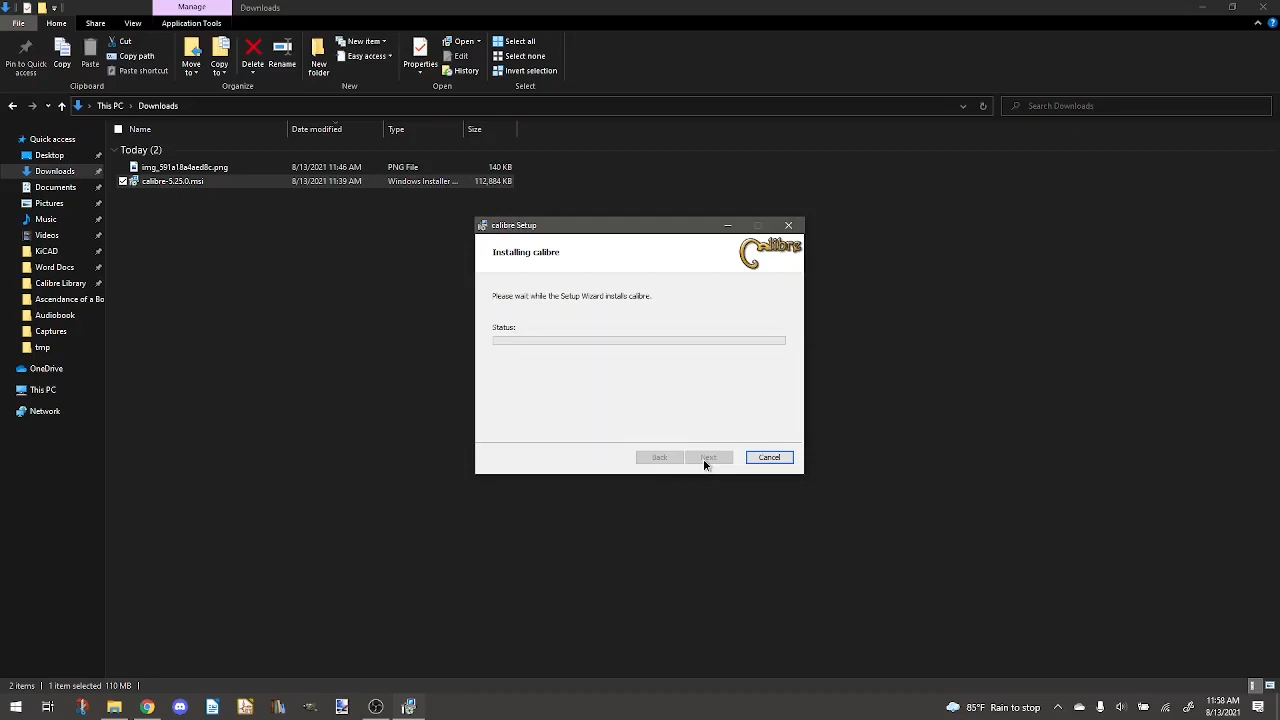 Manage
Downloads
File
Home
Share
View
Application Tools
Pin to Quick access
Copy
Paste
Cut
Copy path
Paste shortcut
Move to
Copy to
Delete
Rename
New folder
New item
Easy access
Properties
Open
Edit
History
Select all
Select none
Invert selection
Clipboard
Organize
New
Open
Select
This PC
Downloads
Search Downloads
Name
Date modified
Type
Size
Quick access
Desktop
Downloads
Documents
Pictures
Music
Videos
KiCAD
Word Docs
Calibre Library
Ascendance of a Bo
Audiobook
Captures
tmp
OneDrive
This PC
Network
Today (2)
img_591a18a4aed8c.png 8/13/2021 11:46 AM PNG File 140 KB
calibre-5.25.0.msi 8/13/2021 11:39 AM Windows Installer ... 112,884 KB
calibre Setup
Installing calibre
Calibre
Please wait while the Setup Wizard installs calibre.
Status:
Back
Next
Cancel
2 items
1 item selected 110 MB
85°F Rain to stop
11:58 AM
8/13/2021